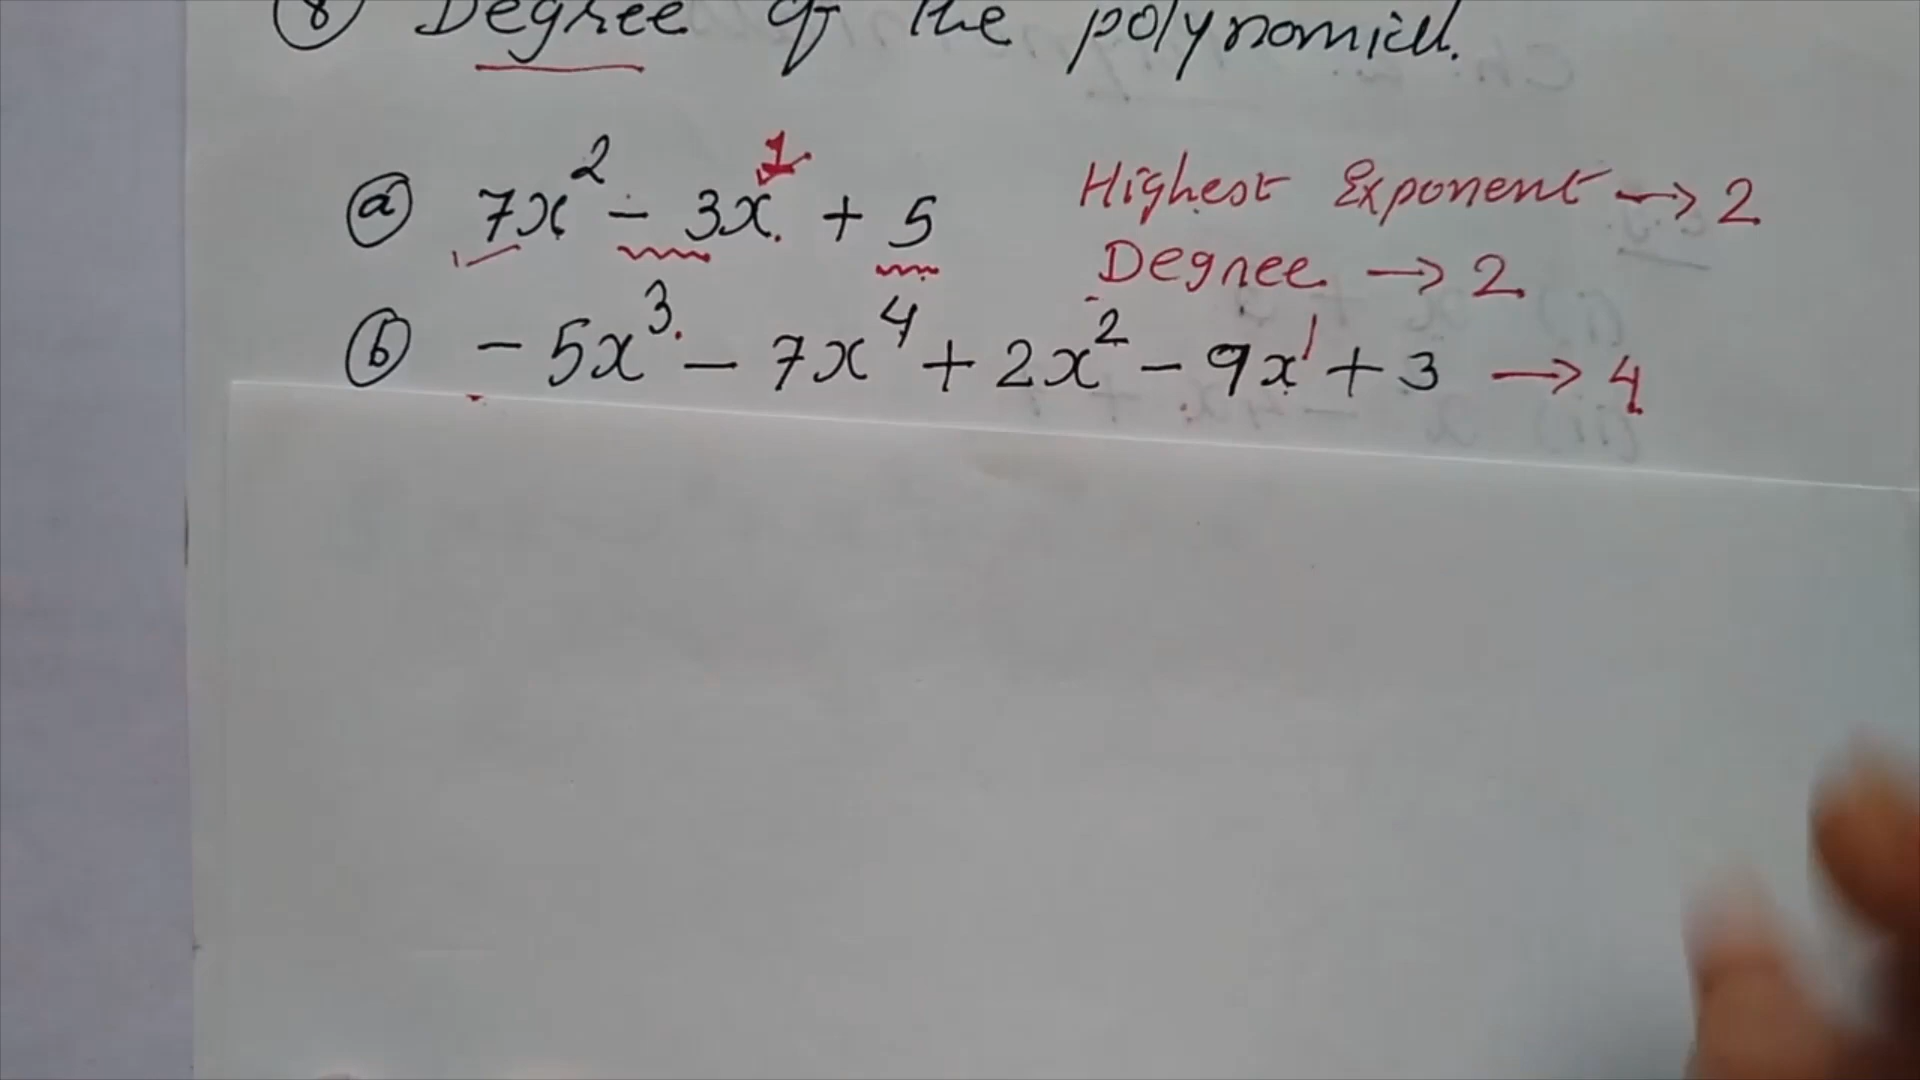 ⑧ Degree of the polynomial.
ⓐ 7x² - 3x¹ + 5 Highest Exponent → 2
Degree → 2
ⓑ - 5x³ - 7x⁴ + 2x² - 9x¹ + 3 → 4